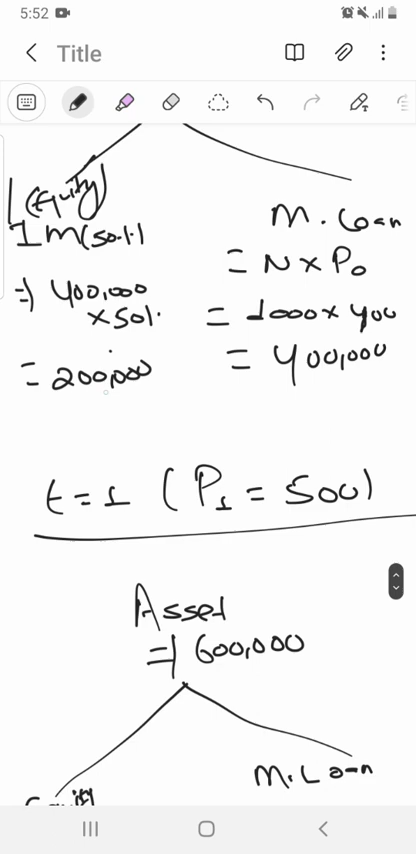 5:52
Title
(Equity)
IM(50%)
M. Loan
= N x P₀
=) 400,000
x 50%
= 1000 x 400
= 200,000
= 400,000
t = 1 ( P₁ = 500)
Asset
=) 600,000
M. Loan